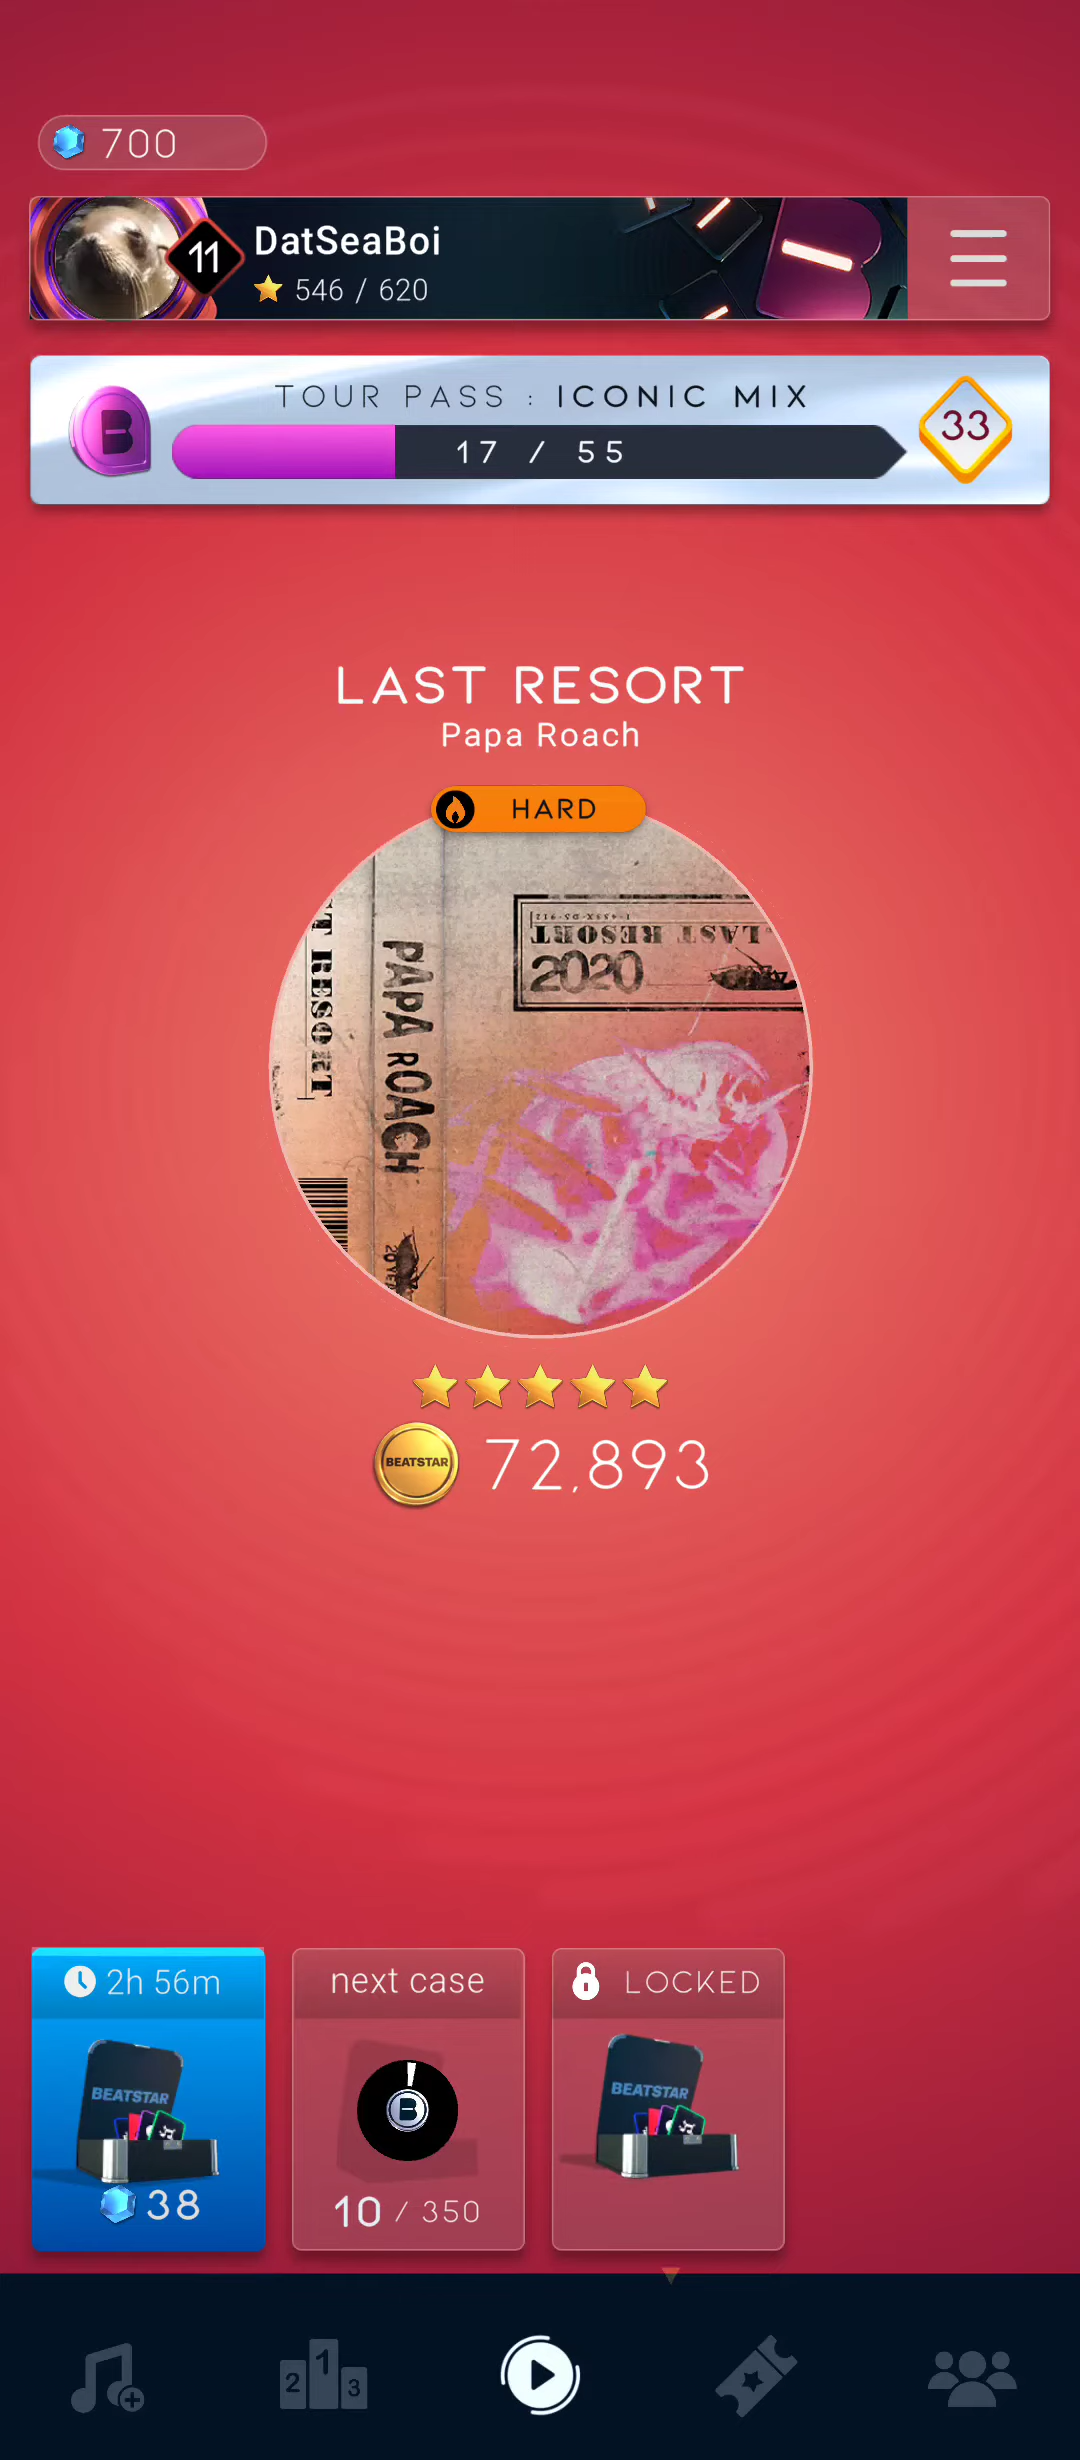 700
11
DatSeaBoi
546 / 620
TOUR PASS : ICONIC MIX
B
17 / 55
33
LAST RESORT
Papa Roach
HARD
LAST RESORT
2020
RESORT
PAPA ROACH
BEATSTAR
72,893
2h 56m
BEATSTAR
38
next case
B
10 / 350
LOCKED
BEATSTAR
2 1 3